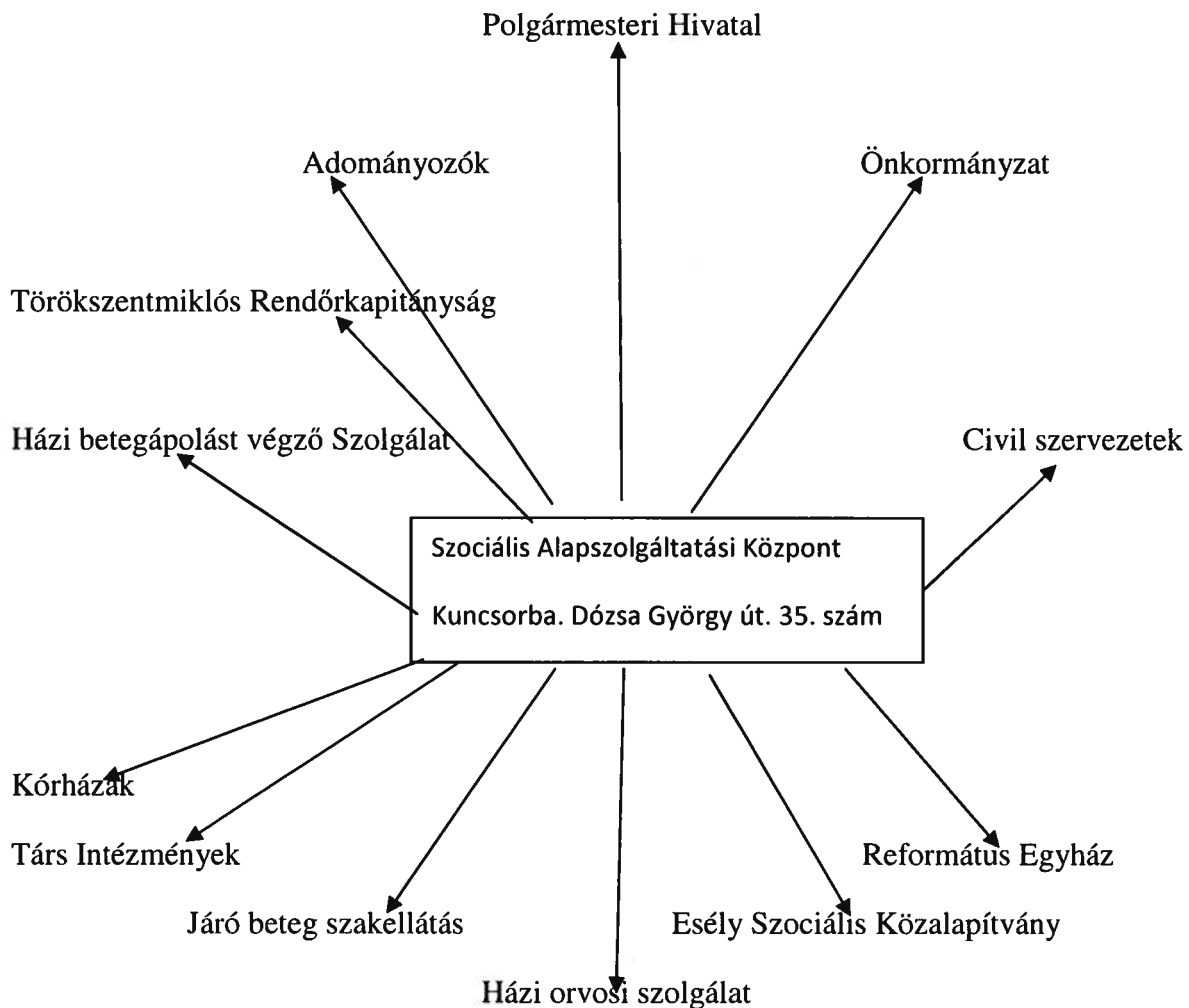 Polgármesteri Hivatal
Adományozók
Önkormányzat
Törökszentmiklós Rendőrkapitányság
Házi betegápolást végző Szolgálat
Civil szervezetek
Szociális Alapszolgáltatási Központ
Kuncsorba. Dózsa György út. 35. szám
Kórházak
Társ Intézmények
Református Egyház
Járó beteg szakellátás
Esély Szociális Közalapítvány
Házi orvosi szolgálat